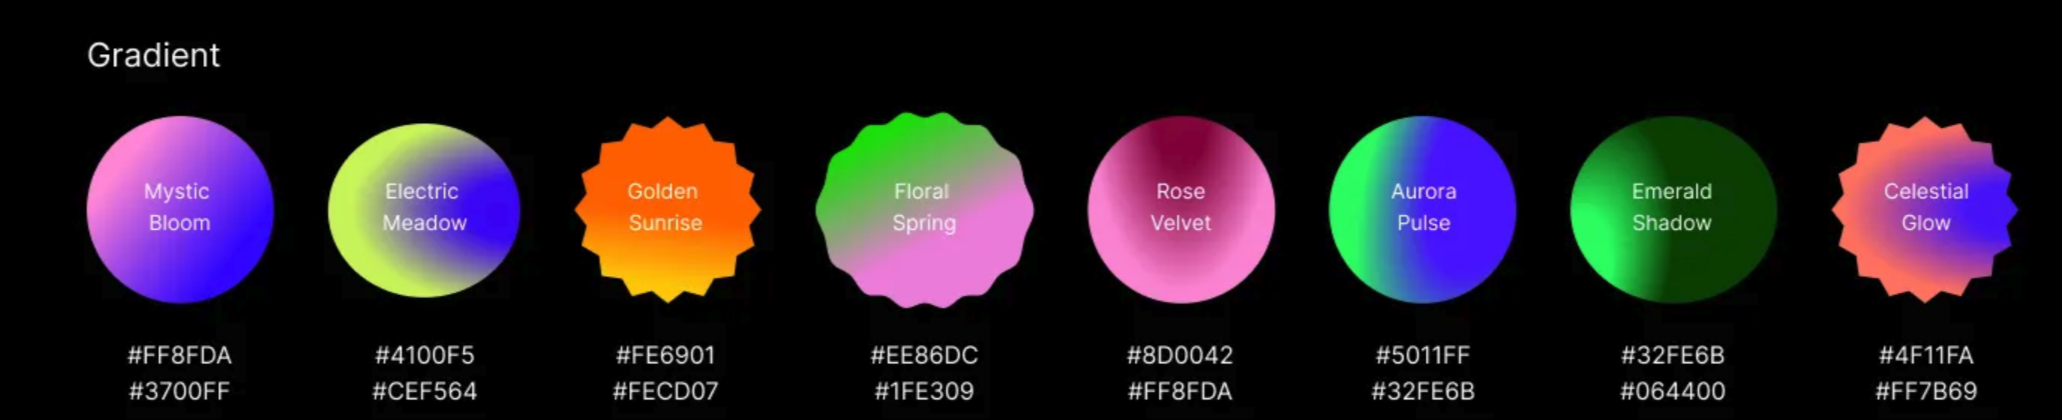 Gradient
Mystic
Bloom
Electric
Meadow
Golden
Sunrise
Floral
Spring
Rose
Velvet
Aurora
Pulse
Emerald
Shadow
Celestial
Glow
#FF8FDA
#3700FF
#4100F5
#CEF564
#FE6901
#FECD07
#EE86DC
#1FE309
#8D0042
#FF8FDA
#5011FF
#32FE6B
#32FE6B
#064400
#4F11FA
#FF7B69